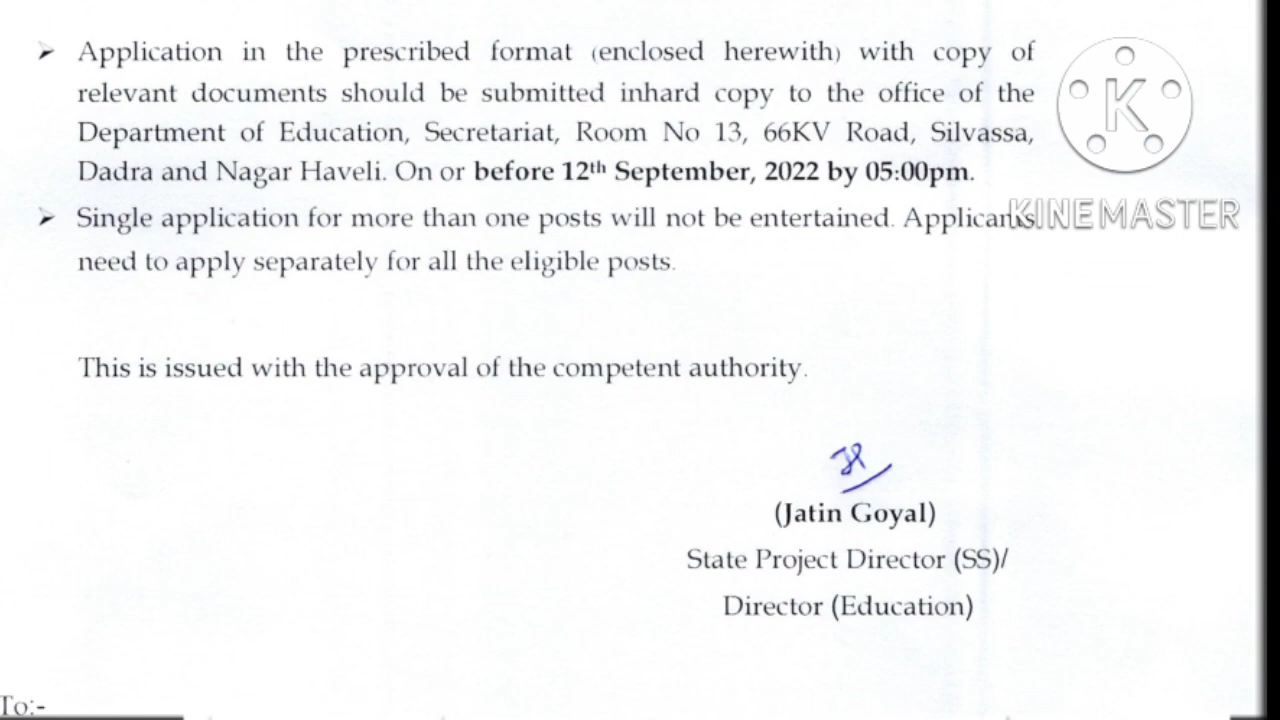 ➢ Application in the prescribed format (enclosed herewith) with copy of
relevant documents should be submitted inhard copy to the office of the
Department of Education, Secretariat, Room No 13, 66KV Road, Silvassa,
Dadra and Nagar Haveli. On or before 12th September, 2022 by 05:00pm.
➢ Single application for more than one posts will not be entertained. Applicants
need to apply separately for all the eligible posts.
This is issued with the approval of the competent authority.
(Jatin Goyal)
State Project Director (SS)/
Director (Education)
To:-
K
KINEMASTER